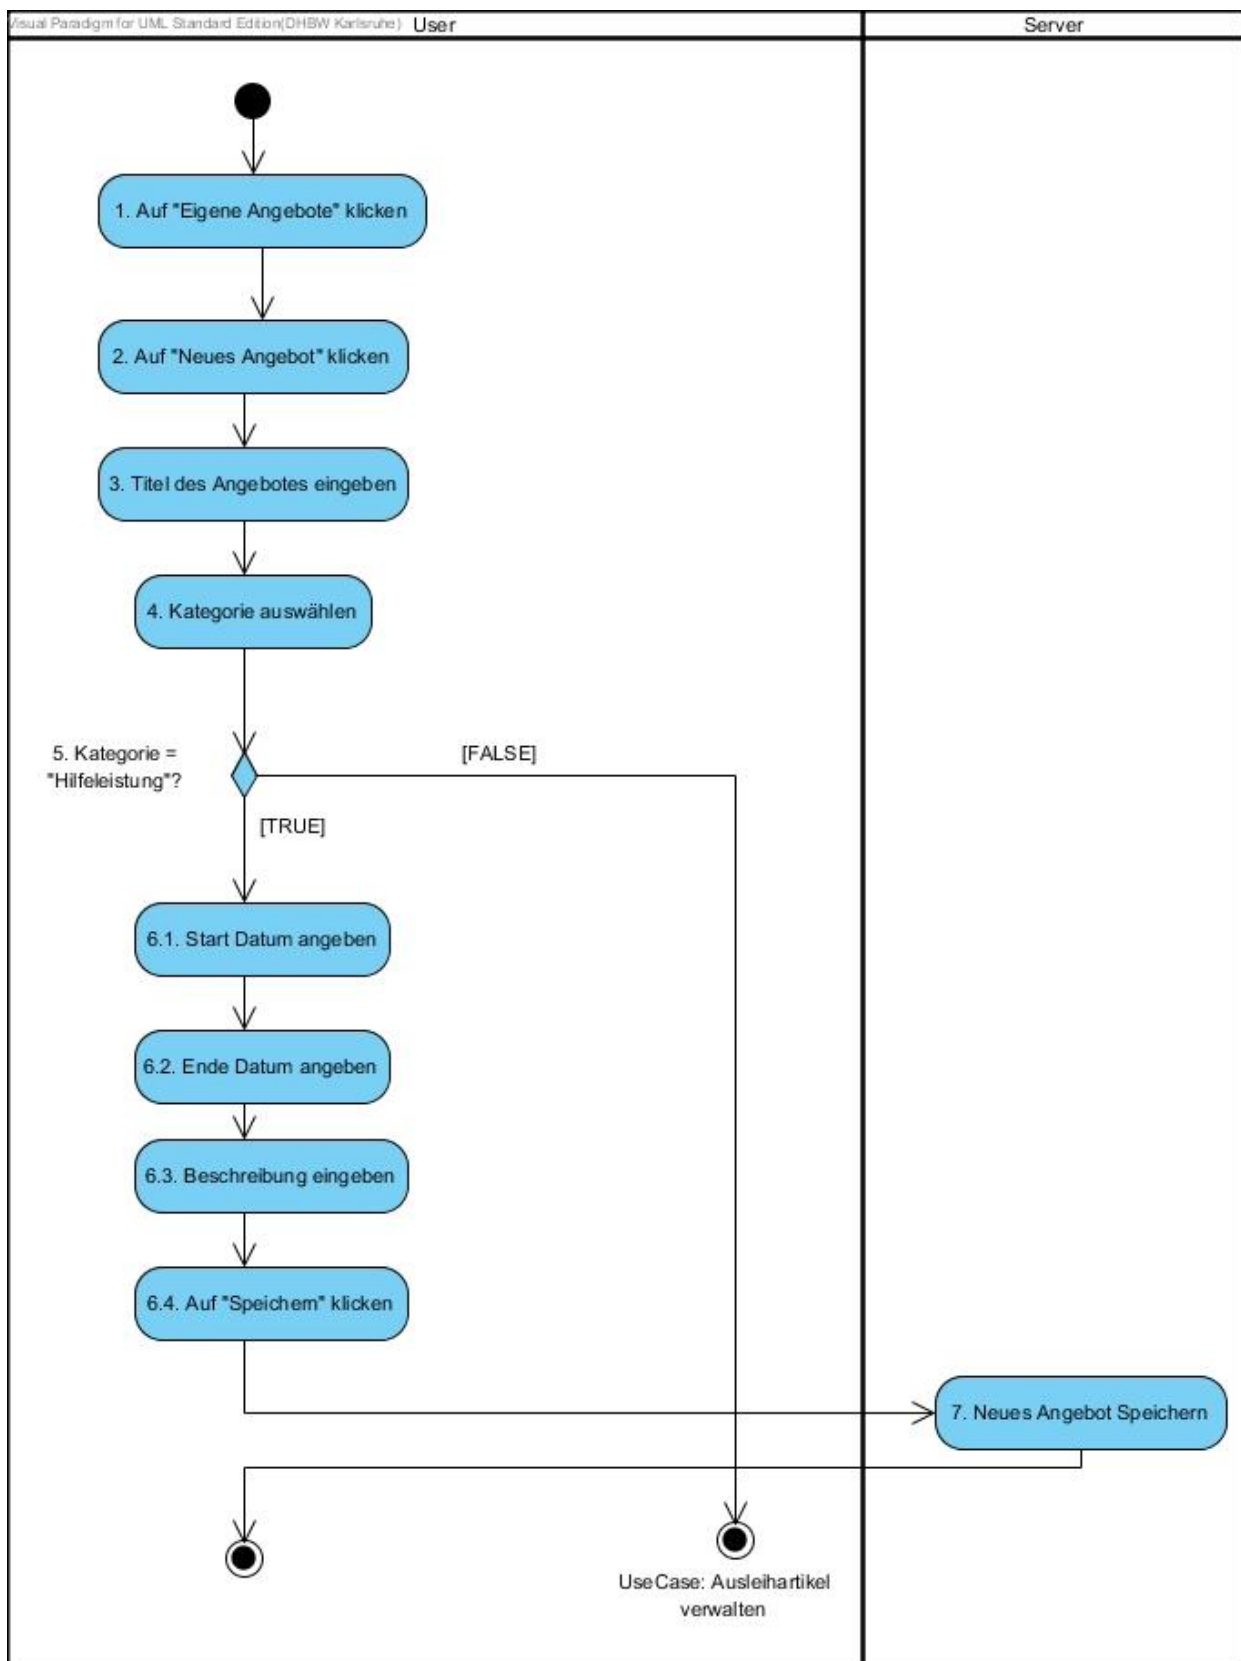 Visual Paradigm for UML Standard Edition(DHBW Karlsruhe)
User
Server
1. Auf "Eigene Angebote" klicken
2. Auf "Neues Angebot" klicken
3. Titel des Angebotes eingeben
4. Kategorie auswählen
5. Kategorie =
"Hilfeleistung"?
[FALSE]
[TRUE]
6.1. Start Datum angeben
6.2. Ende Datum angeben
6.3. Beschreibung eingeben
6.4. Auf "Speichern" klicken
7. Neues Angebot Speichern
UseCase: Ausleihartikel
verwalten